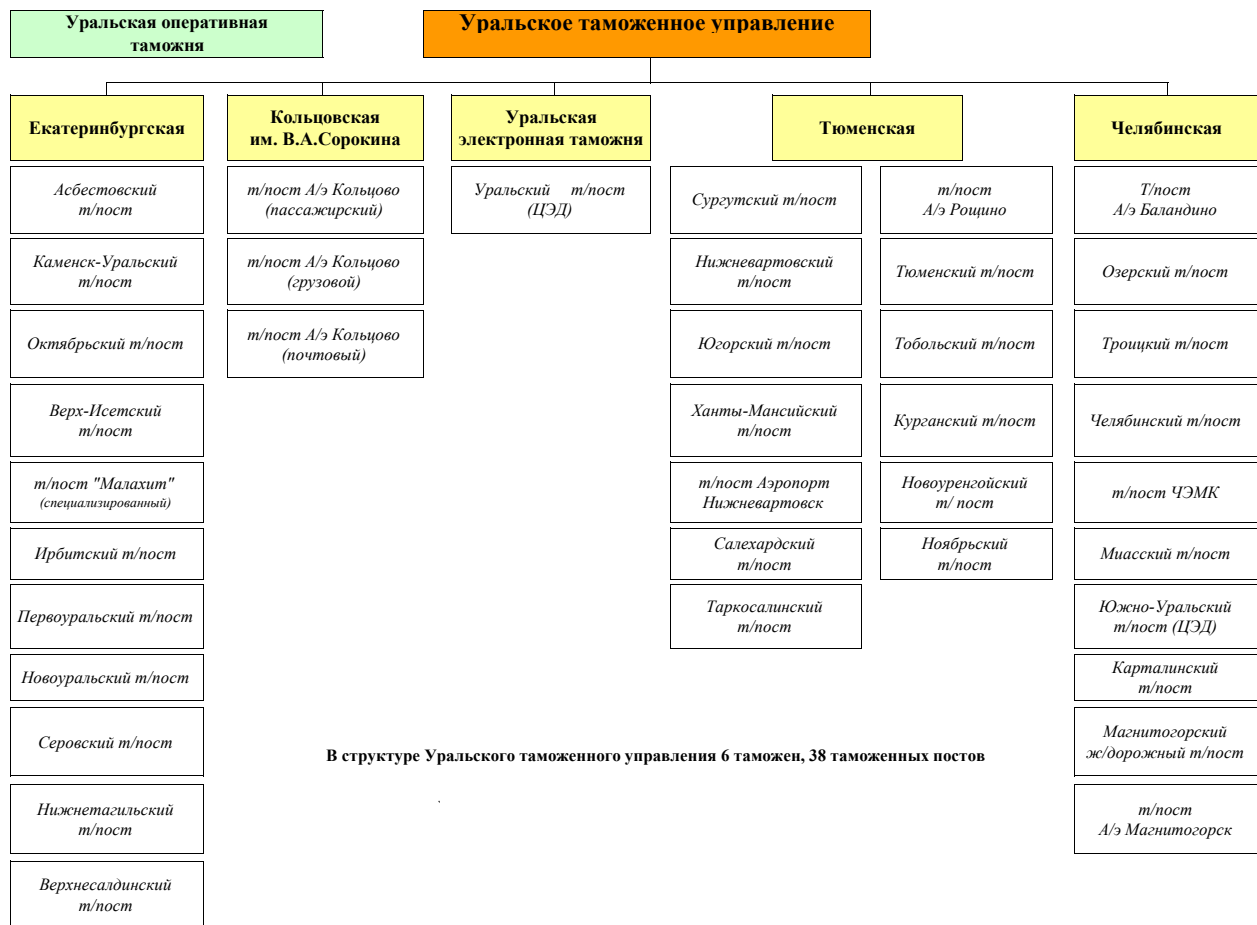 Уральская оперативная
таможня
Уральское таможенное управление
Екатеринбургская
Кольцовская
им. В.А.Сорокина
Уральская
электронная таможня
Тюменская
Челябинская
Асбестовский
т/пост
Каменск-Уральский
т/пост
Октябрьский т/пост
Верх-Исетский
т/пост
т/пост "Малахит"
(специализированный)
Ирбитский т/пост
Первоуральский т/пост
Новоуральский т/пост
Серовский т/пост
Нижнетагильский
т/пост
Верхнесалдинский
т/пост
т/пост А/э Кольцово
(пассажирский)
т/пост А/э Кольцово
(грузовой)
т/пост А/э Кольцово
(почтовый)
Уральский т/пост
(ЦЭД)
Сургутский т/пост
Нижневартовский
т/пост
Югорский т/пост
Ханты-Мансийский
т/пост
т/пост Аэропорт
Нижневартовск
Салехардский
т/пост
Таркосалинский
т/пост
т/пост
А/э Рощино
Тюменский т/пост
Тобольский т/пост
Курганский т/пост
Новоуренгойский
т/ пост
Ноябрьский
т/пост
Т/пост
А/э Баландино
Озерский т/пост
Троицкий т/пост
Челябинский т/пост
т/пост ЧЭМК
Миасский т/пост
Южно-Уральский
т/пост (ЦЭД)
Карталинский
т/пост
Магнитогорский
ж/дорожный т/пост
т/пост
А/э Магнитогорск
В структуре Уральского таможенного управления 6 таможен, 38 таможенных постов